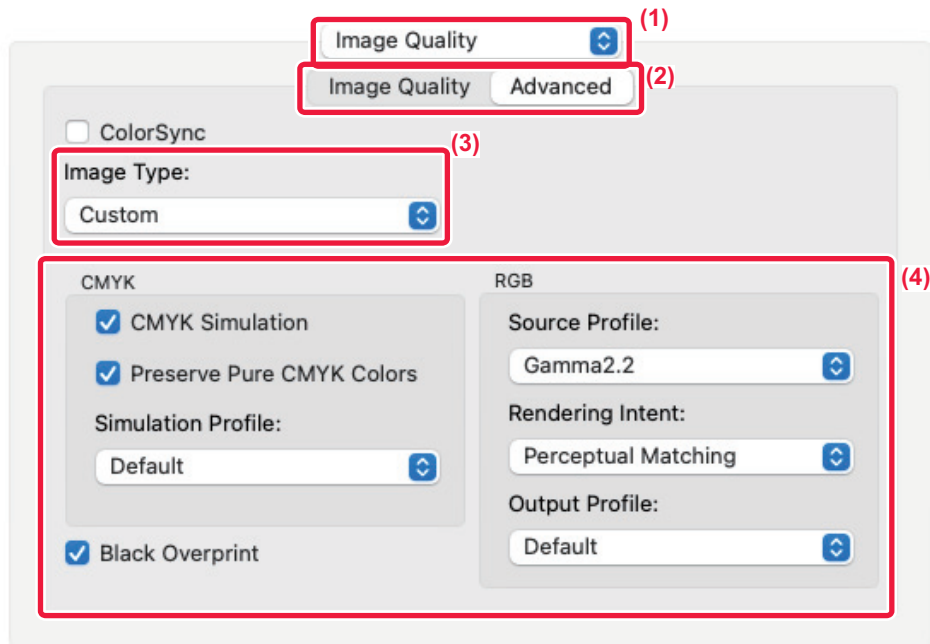 (1)
Image Quality
(2)
Image Quality Advanced
ColorSync
(3)
Image Type:
Custom
(4)
CMYK
CMYK Simulation
Preserve Pure CMYK Colors
Simulation Profile:
Default
Black Overprint
RGB
Source Profile:
Gamma2.2
Rendering Intent:
Perceptual Matching
Output Profile:
Default